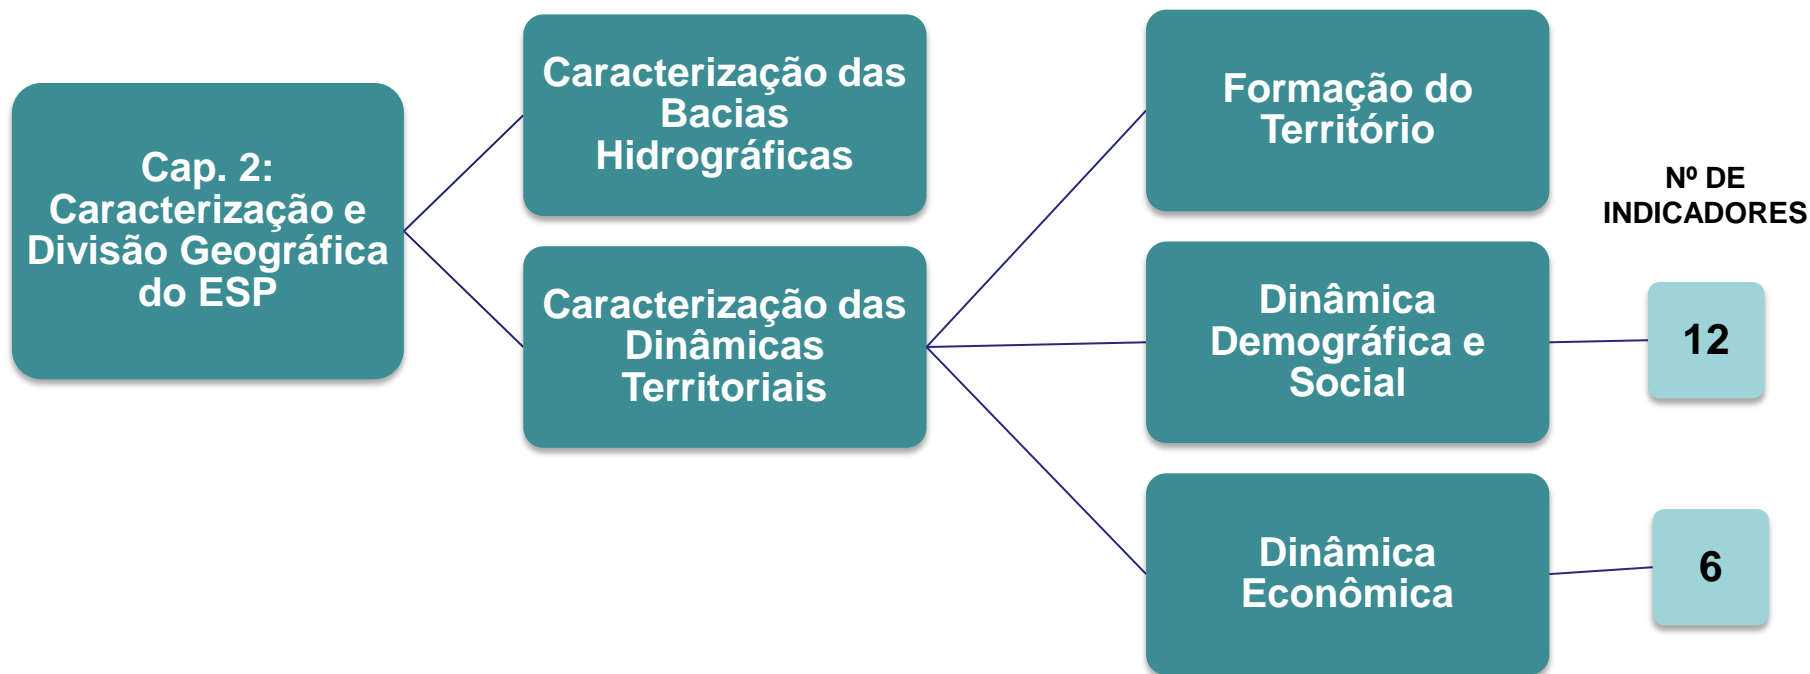 Cap. 2:
Caracterização e
Divisão Geográfica
do ESP
Caracterização das
Bacias
Hidrográficas
Caracterização das
Dinâmicas
Territoriais
Formação do
Território
Dinâmica
Demográfica e
Social
Dinâmica
Econômica
Nº DE
INDICADORES
12
6